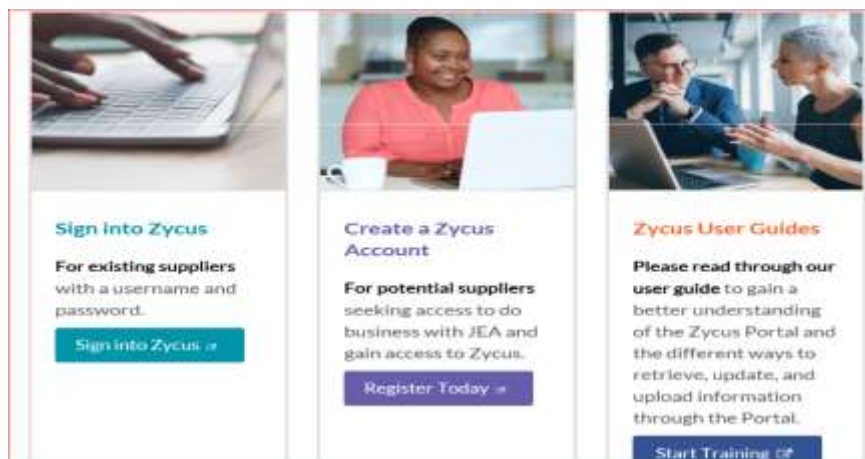 Sign into Zycus
For existing suppliers
with a username and
password.
Sign into Zycus
Create a Zycus
Account
For potential suppliers
seeking access to do
business with JEA and
gain access to Zycus.
Register Today
Zycus User Guides
Please read through our
user guide to gain a
better understanding
of the Zycus Portal and
the different ways to
retrieve, update, and
upload information
through the Portal.
Start Training